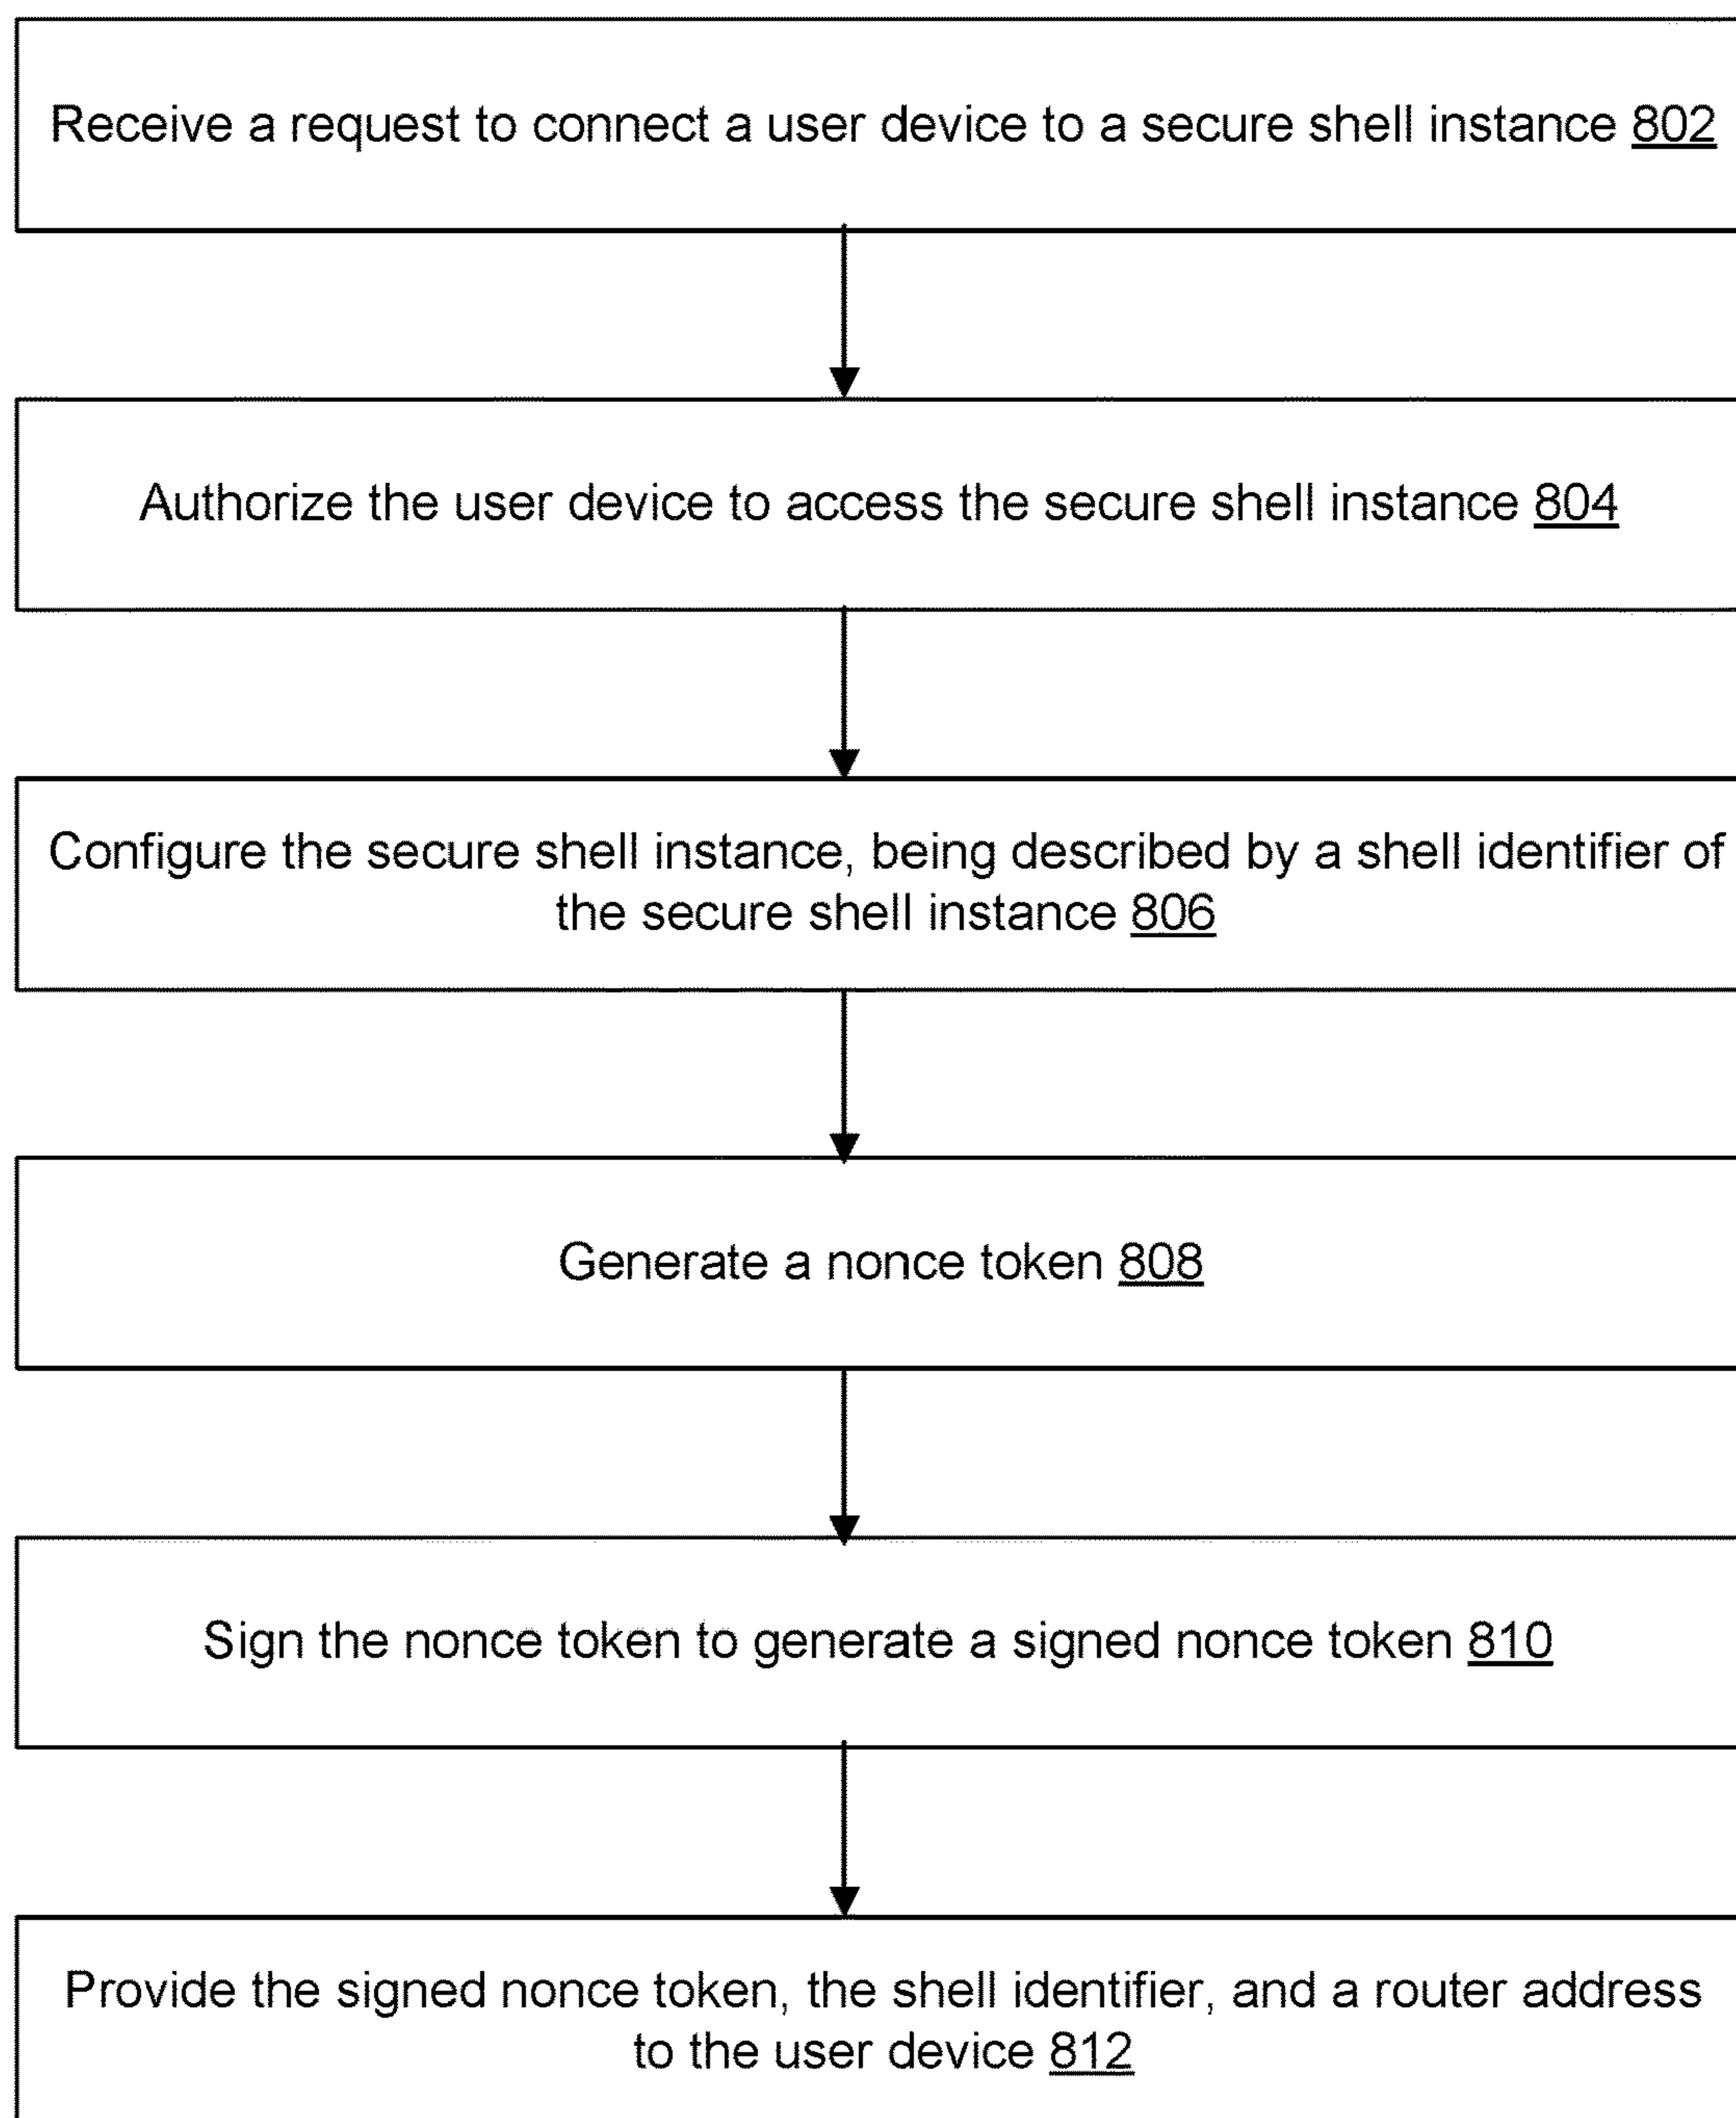 Receive a request to connect a user device to a secure shell instance 802
Authorize the user device to access the secure shell instance 804
Configure the secure shell instance, being described by a shell identifier of
the secure shell instance 806
Generate a nonce token 808
Sign the nonce token to generate a signed nonce token 810
Provide the signed nonce token, the shell identifier, and a router address
to the user device 812